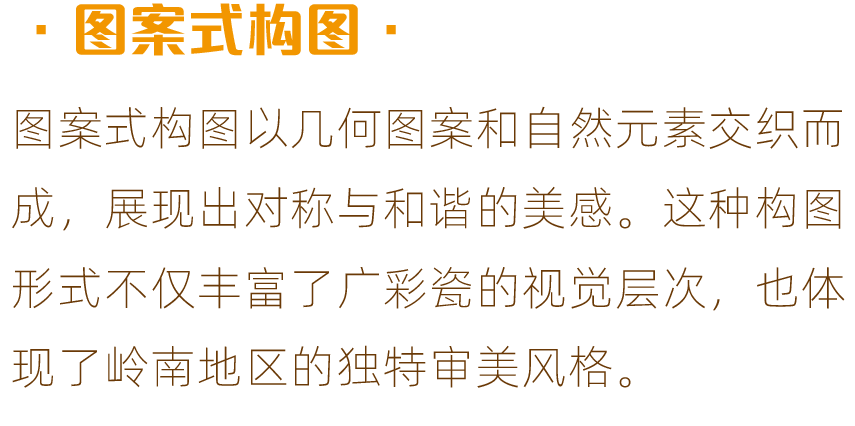 ·图案式构图·
图案式构图以几何图案和自然元素交织而
成，展现出对称与和谐的美感。这种构图
形式不仅丰富了广彩瓷的视觉层次，也体
现了岭南地区的独特审美风格。